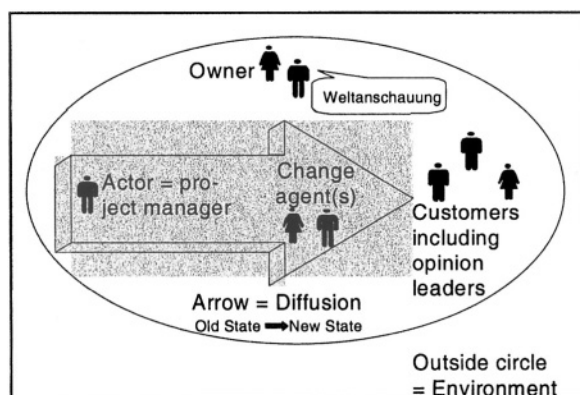 Owner
Weltanschauung
Actor = pro-
ject manager
Change
agent(s)
Customers
including
opinion
leaders
Arrow = Diffusion
Old State ➡ New State
Outside circle
= Environment